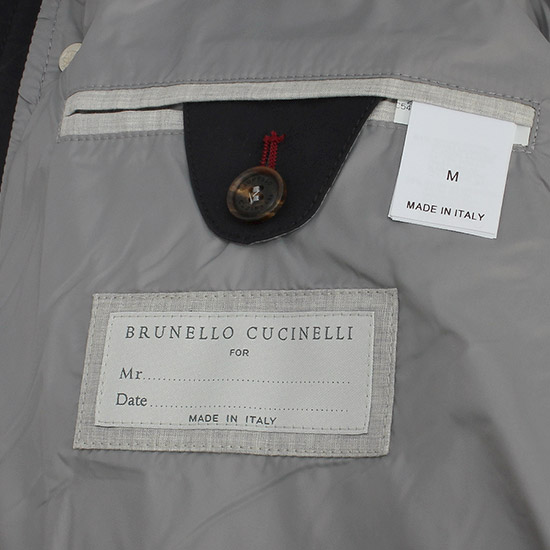 M
MADE IN ITALY
BRUNELLO CUCINELLI
FOR
Mr
Date
MADE IN ITALY